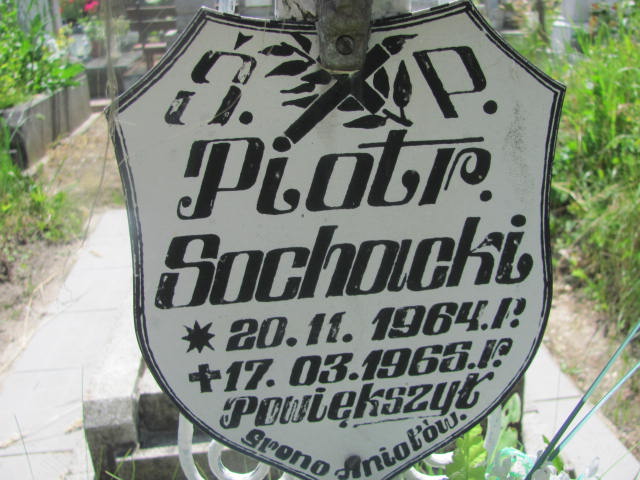 Ś. P.
Piotr.
Sochacki
* 20. 11. 1964.r.
+ 17. 03. 1965.r.
Powiększył
grono Aniołów.